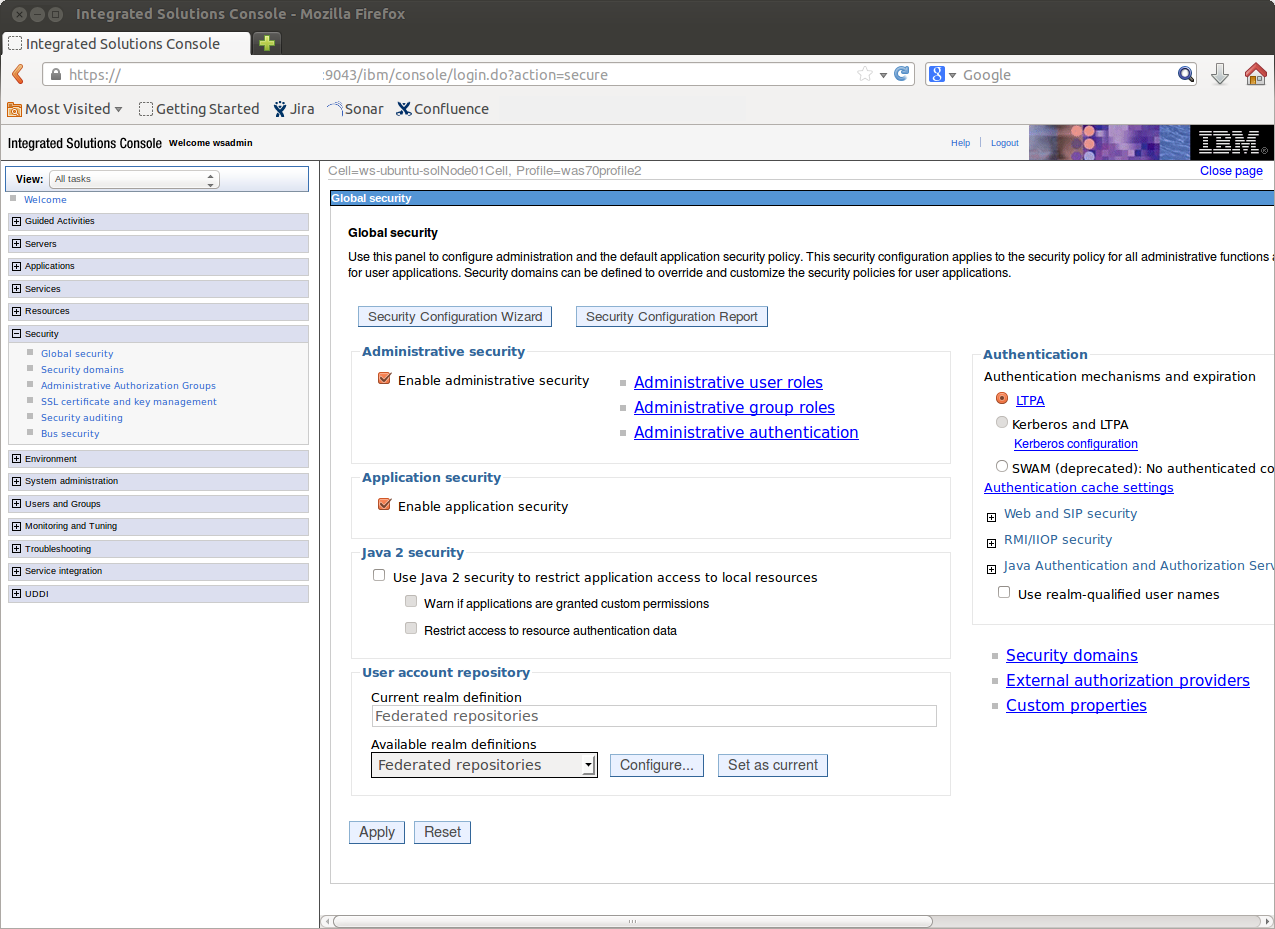 Integrated Solutions Console - Mozilla Firefox
Integrated Solutions Console
https:// :9043/ibm/console/login.do?action=secure
Google
Most Visited Getting Started Jira Sonar Confluence
Integrated Solutions Console Welcome wsadmin
Help Logout
IBM®
View: All tasks
Welcome
Guided Activities
Servers
Applications
Services
Resources
Security
Global security
Security domains
Administrative Authorization Groups
SSL certificate and key management
Security auditing
Bus security
Environment
System administration
Users and Groups
Monitoring and Tuning
Troubleshooting
Service integration
UDDI
Cell=ws-ubuntu-solNode01Cell, Profile=was70profile2
Close page
Global security
Global security
Use this panel to configure administration and the default application security policy. This security configuration applies to the security policy for all administrative functions a
for user applications. Security domains can be defined to override and customize the security policies for user applications.
Security Configuration Wizard Security Configuration Report
Administrative security
Enable administrative security
Administrative user roles
Administrative group roles
Administrative authentication
Application security
Enable application security
Java 2 security
Use Java 2 security to restrict application access to local resources
Warn if applications are granted custom permissions
Restrict access to resource authentication data
User account repository
Current realm definition
Federated repositories
Available realm definitions
Federated repositories Configure... Set as current
Apply Reset
Authentication
Authentication mechanisms and expiration
LTPA
Kerberos and LTPA
Kerberos configuration
SWAM (deprecated): No authenticated co
Authentication cache settings
Web and SIP security
RMI/IIOP security
Java Authentication and Authorization Serv
Use realm-qualified user names
Security domains
External authorization providers
Custom properties